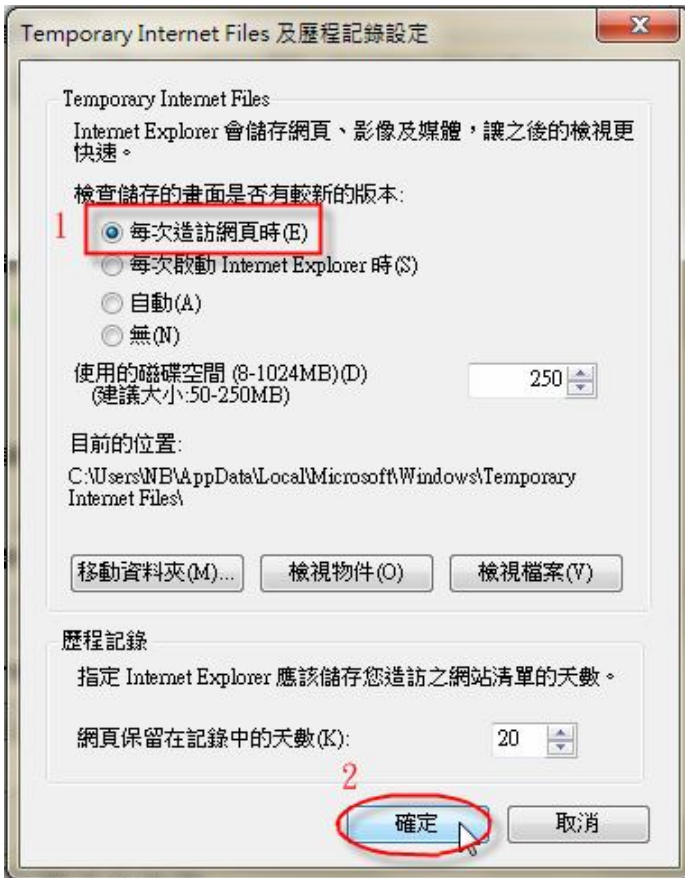 Temporary Internet Files 及歷程記錄設定
Temporary Internet Files
Internet Explorer 會儲存網頁、影像及媒體，讓之後的檢視更
快速。
檢查儲存的畫面是否有較新的版本:
1
每次造訪網頁時(E)
每次啟動 Internet Explorer 時(S)
自動(A)
無(N)
使用的磁碟空間 (8-1024MB)(D) 250
(建議大小:50-250MB)
目前的位置:
C:\Users\NB\AppData\Local\Microsoft\Windows\Temporary
Internet Files\
移動資料夾(M)... 檢視物件(O) 檢視檔案(V)
歷程記錄
指定 Internet Explorer 應該儲存您造訪之網站清單的天數。
網頁保留在記錄中的天數(K): 20
2
確定 取消